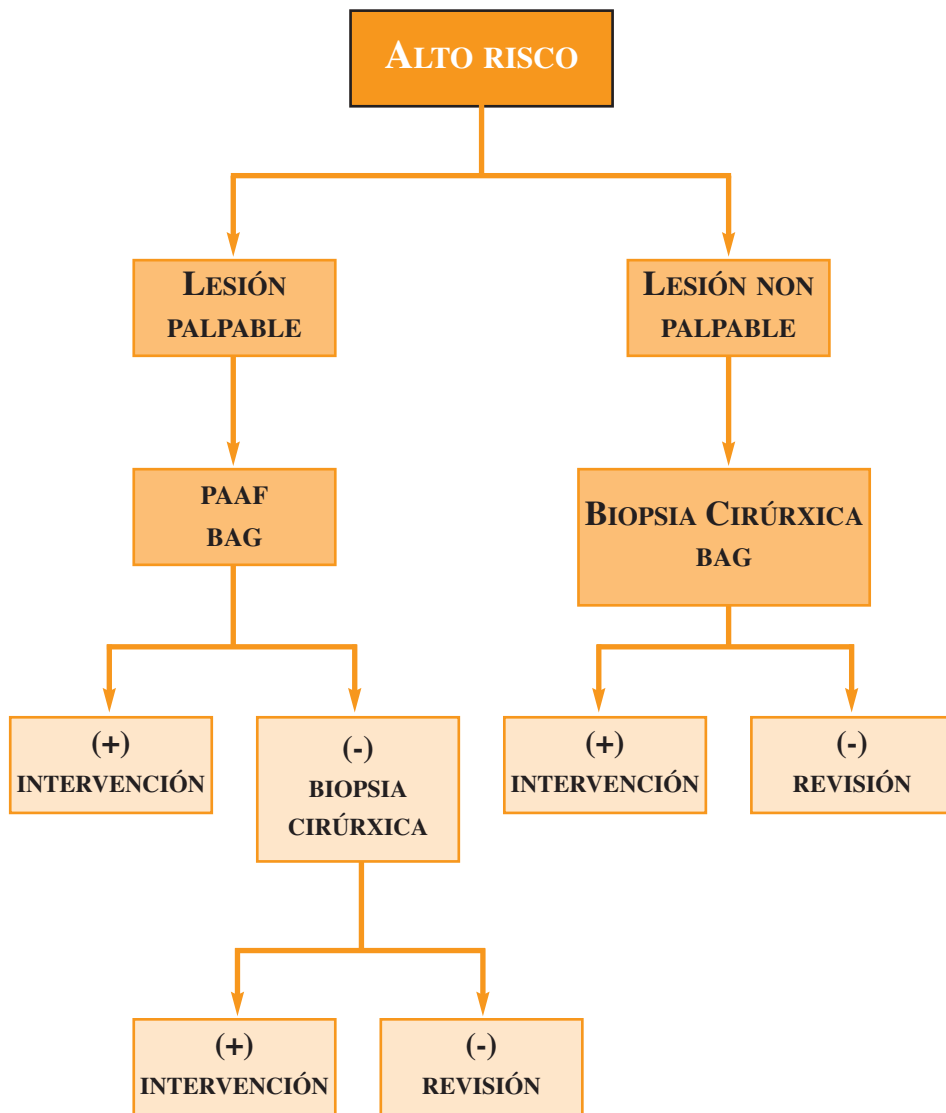 ALTO RISCO
LESIÓN
PALPABLE
LESIÓN NON
PALPABLE
PAAF
BAG
BIOPSIA CIRÚRXICA
BAG
(+)
INTERVENCIÓN
(-)
BIOPSIA
CIRÚRXICA
(+)
INTERVENCIÓN
(-)
REVISIÓN
(+)
INTERVENCIÓN
(-)
REVISIÓN